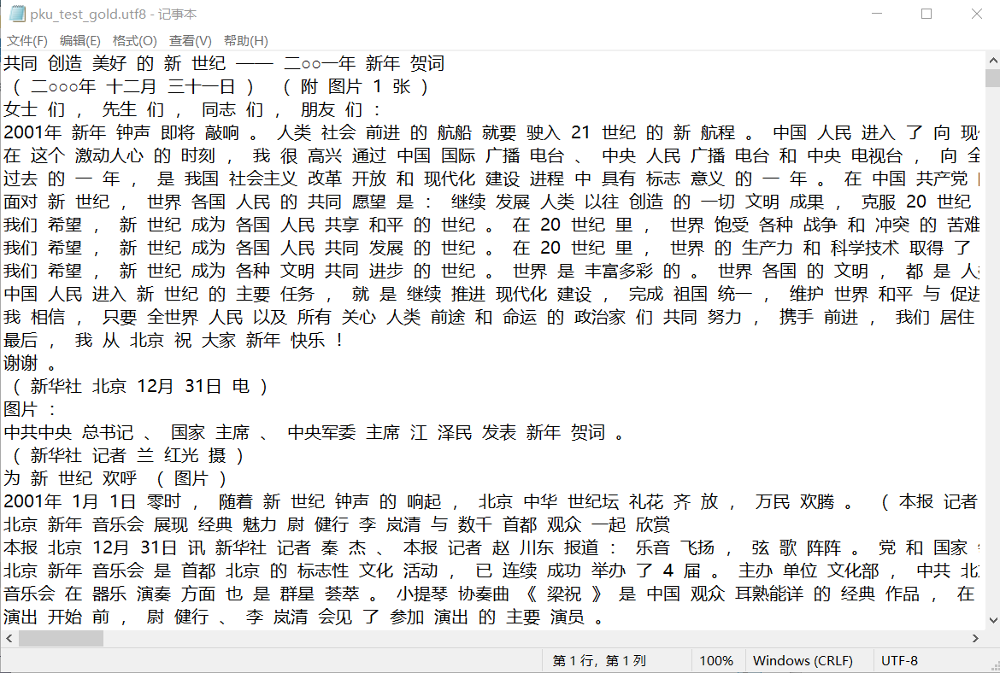 pku_test_gold.utf8 - 记事本
文件(F) 编辑(E) 格式(O) 查看(V) 帮助(H)
共同 创造 美好 的 新 世纪 —— 二○○一年 新年 贺词
（ 二○○○年 十二月 三十一日 ） （ 附 图片 1 张 ）
女士 们 ， 先生 们 ， 同志 们 ， 朋友 们 ：
2001年 新年 钟声 即将 敲响 。 人类 社会 前进 的 航船 就要 驶入 21 世纪 的 新 航程 。 中国 人民 进入 了 向 现
在 这个 激动人心 的 时刻 ， 我 很 高兴 通过 中国 国际 广播 电台 、 中央 人民 广播 电台 和 中央 电视台 ， 向 全
过去 的 一 年 ， 是 我国 社会主义 改革 开放 和 现代化 建设 进程 中 具有 标志 意义 的 一 年 。 在 中国 共产党
面对 新 世纪 ， 世界 各国 人民 的 共同 愿望 是 ： 继续 发展 人类 以往 创造 的 一切 文明 成果 ， 克服 20 世纪
我们 希望 ， 新 世纪 成为 各国 人民 共享 和平 的 世纪 。 在 20 世纪 里 ， 世界 饱受 各种 战争 和 冲突 的 苦难
我们 希望 ， 新 世纪 成为 各国 人民 共同 发展 的 世纪 。 在 20 世纪 里 ， 世界 的 生产力 和 科学技术 取得 了
我们 希望 ， 新 世纪 成为 各种 文明 共同 进步 的 世纪 。 世界 是 丰富多彩 的 。 世界 各国 的 文明 ， 都 是 人
中国 人民 进入 新 世纪 的 主要 任务 ， 就 是 继续 推进 现代化 建设 ， 完成 祖国 统一 ， 维护 世界 和平 与 促进
我 相信 ， 只要 全世界 人民 以及 所有 关心 人类 前途 和 命运 的 政治家 们 共同 努力 ， 携手 前进 ， 我们 居住
最后 ， 我 从 北京 祝 大家 新年 快乐 ！
谢谢 。
（ 新华社 北京 12月 31日 电 ）
图片 ：
中共中央 总书记 、 国家 主席 、 中央军委 主席 江 泽民 发表 新年 贺词 。
（ 新华社 记者 兰 红光 摄 ）
为 新 世纪 欢呼 （ 图片 ）
2001年 1月 1日 零时 ， 随着 新 世纪 钟声 的 响起 ， 北京 中华 世纪坛 礼花 齐 放 ， 万民 欢腾 。 （ 本报 记者
北京 新年 音乐会 展现 经典 魅力 尉 健行 李 岚清 与 数千 首都 观众 一起 欣赏
本报 北京 12月 31日 讯 新华社 记者 秦 杰 、 本报 记者 赵 川东 报道 ： 乐音 飞扬 ， 弦 歌 阵阵 。 党 和 国家
北京 新年 音乐会 是 首都 北京 的 标志性 文化 活动 ， 已 连续 成功 举办 了 4 届 。 主办 单位 文化部 ， 中共 北
音乐会 在 器乐 演奏 方面 也 是 群星 荟萃 。 小提琴 协奏曲 《 梁祝 》 是 中国 观众 耳熟能详 的 经典 作品 ， 在
演出 开始 前 ， 尉 健行 、 李 岚清 会见 了 参加 演出 的 主要 演员 。
第 1 行，第 1 列 100% Windows (CRLF) UTF-8